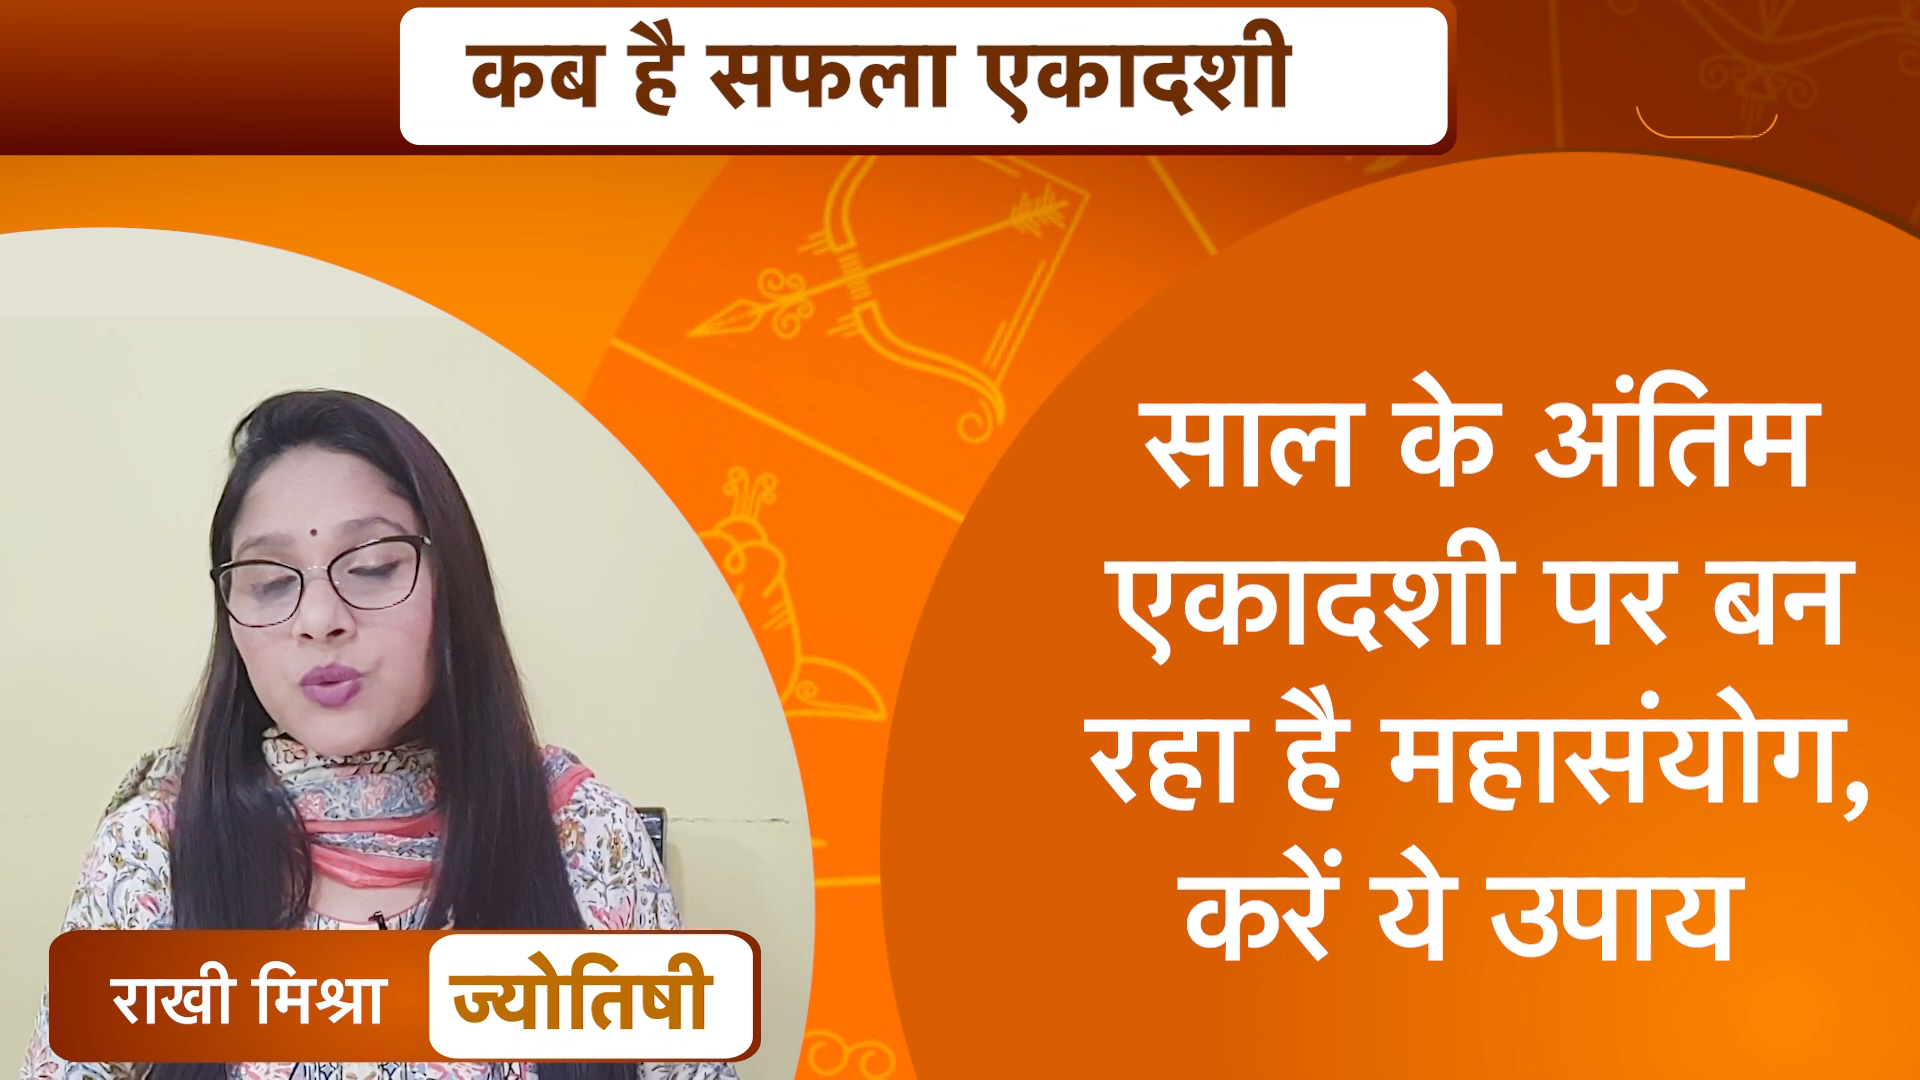 कब है सफला एकादशी
साल के अंतिम
एकादशी पर बन
रहा है महासंयोग,
करें ये उपाय
राखी मिश्रा
ज्योतिषी